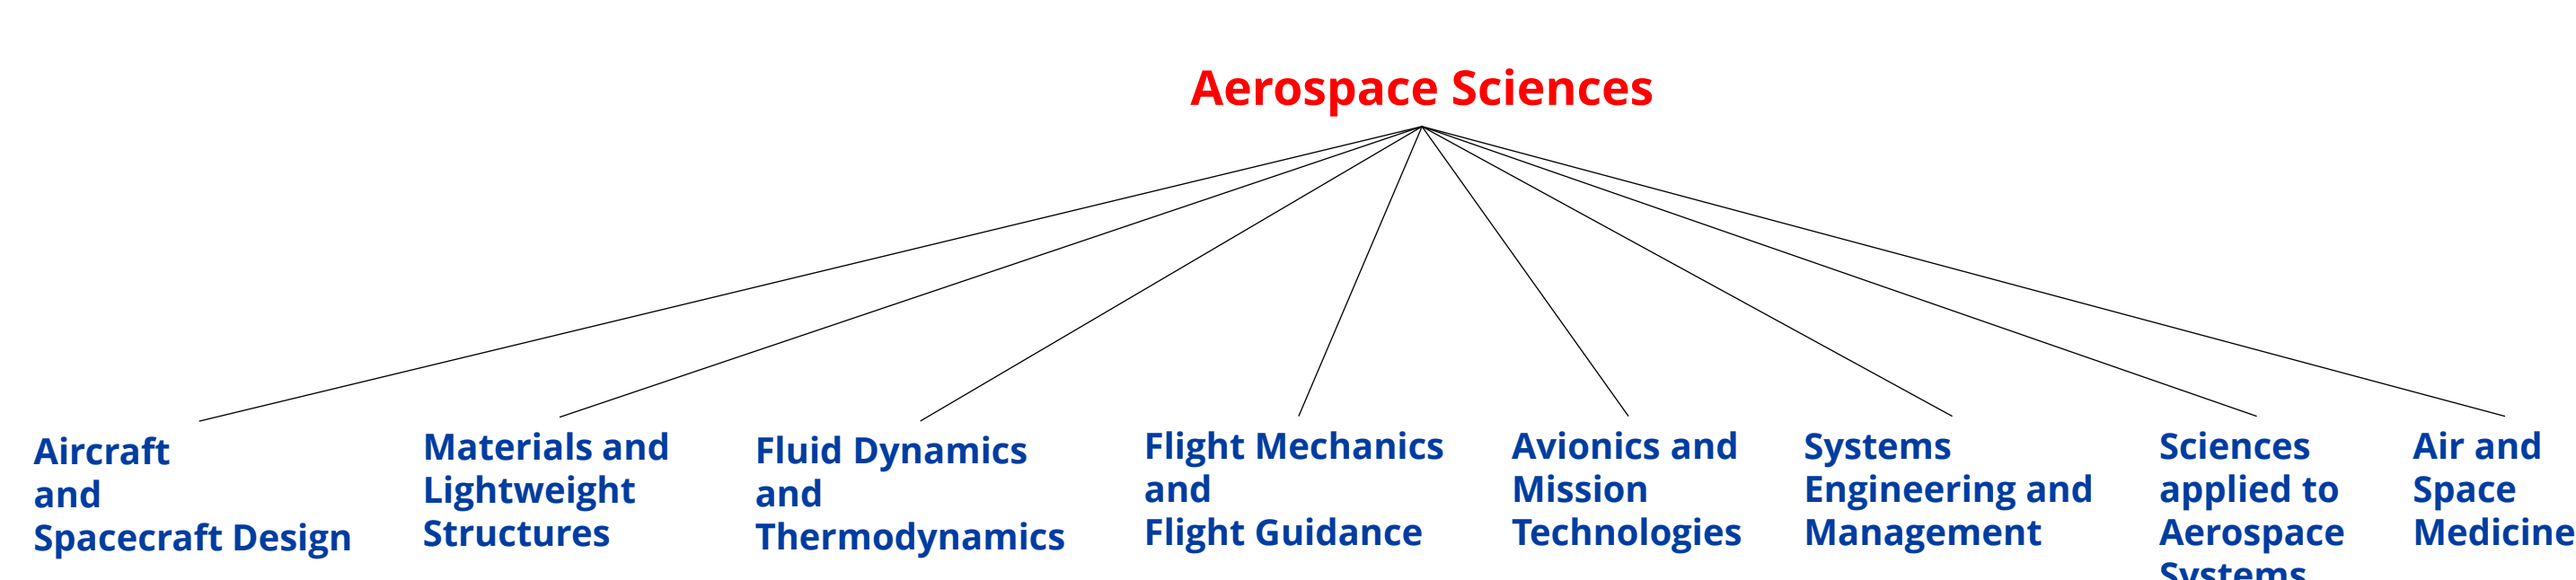 Aerospace Sciences
Aircraft
and
Spacecraft Design
Materials and
Lightweight
Structures
Fluid Dynamics
and
Thermodynamics
Flight Mechanics
and
Flight Guidance
Avionics and
Mission
Technologies
Systems
Engineering and
Management
Sciences
applied to
Aerospace
Systems
Air and
Space
Medicine